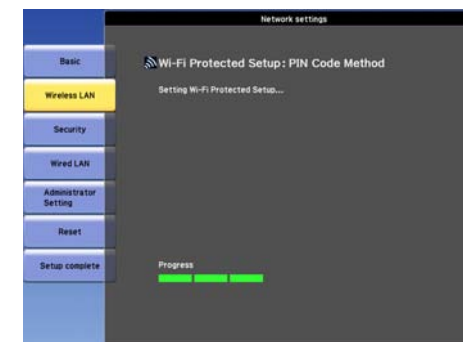 Network settings
Basic
Wireless LAN
Security
Wired LAN
Administrator
Setting
Reset
Setup complete
Wi-Fi Protected Setup: PIN Code Method
Setting Wi-Fi Protected Setup...
Progress